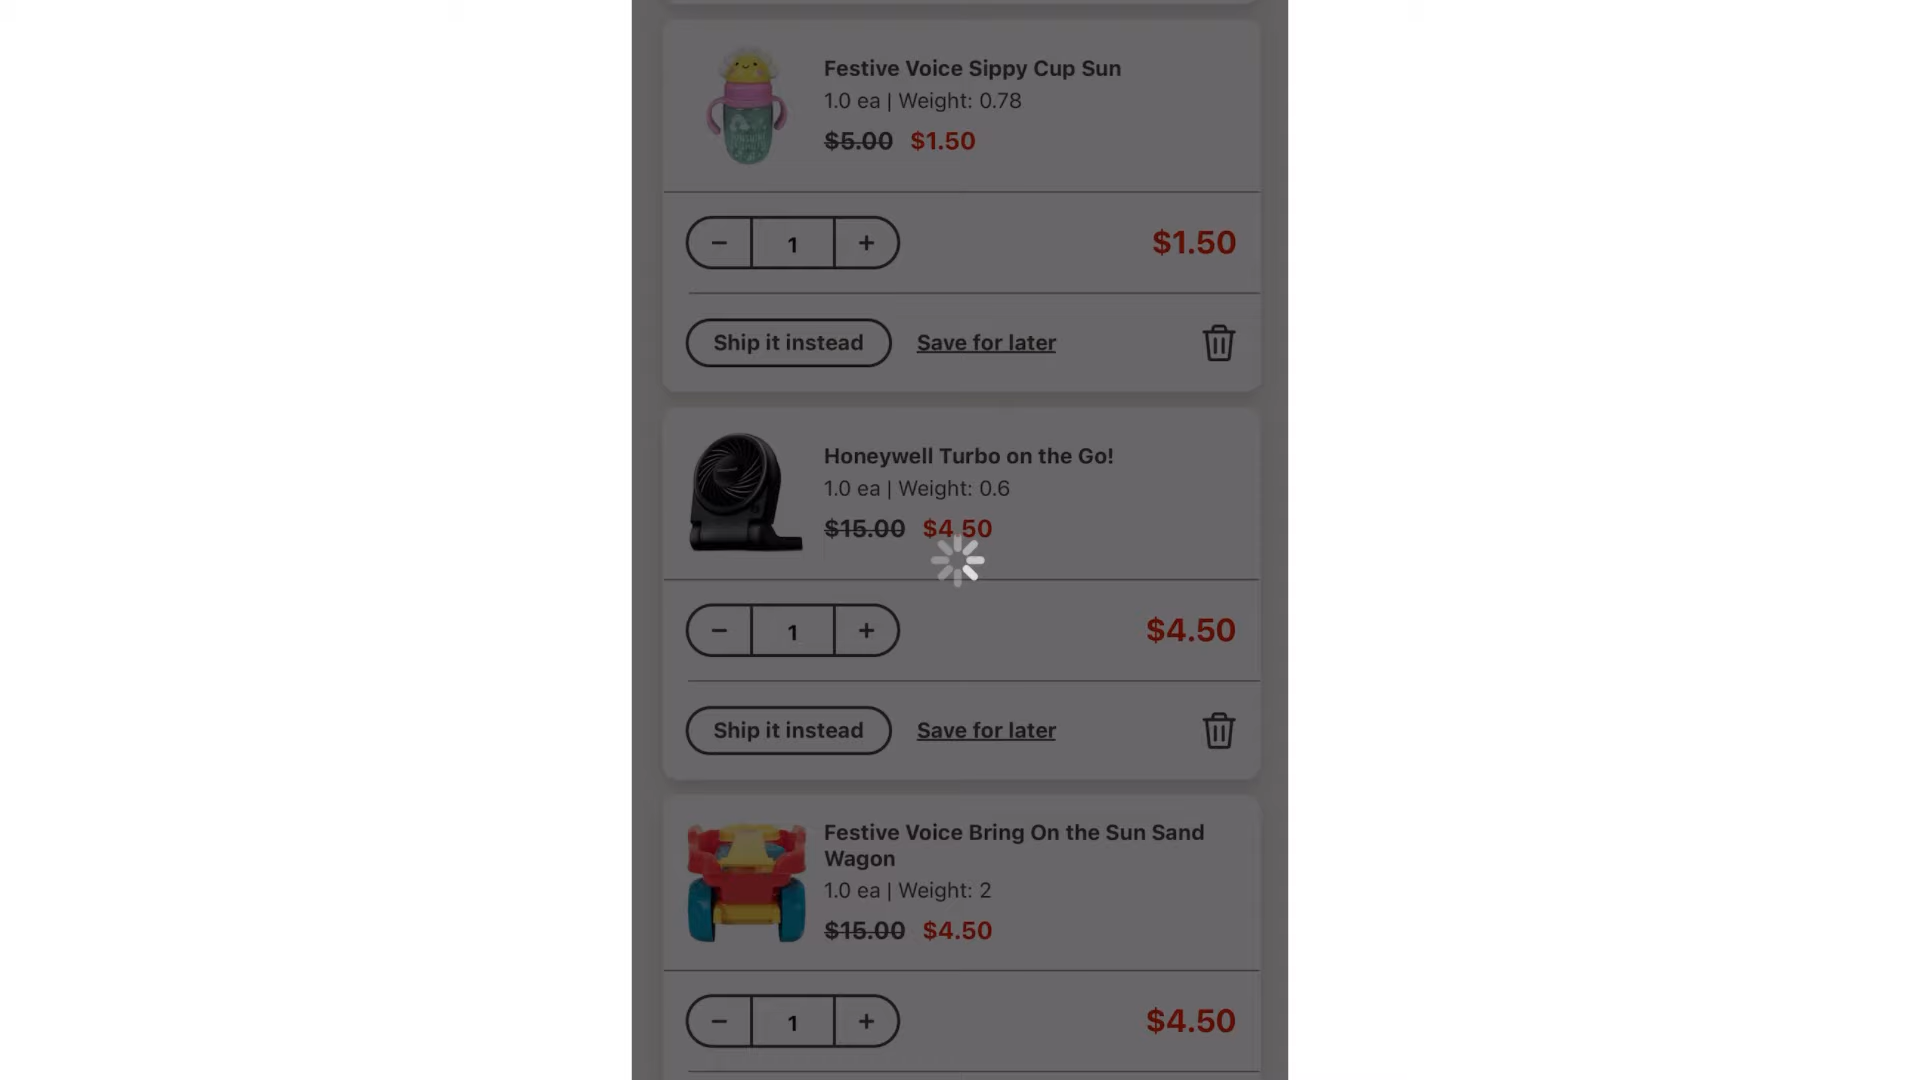 Festive Voice Sippy Cup Sun
1.0 ea | Weight: 0.78
$5.00 $1.50
− 1 + $1.50
Ship it instead Save for later
Honeywell Turbo on the Go!
1.0 ea | Weight: 0.6
$15.00 $4.50
− 1 + $4.50
Ship it instead Save for later
Festive Voice Bring On the Sun Sand
Wagon
1.0 ea | Weight: 2
$15.00 $4.50
− 1 + $4.50